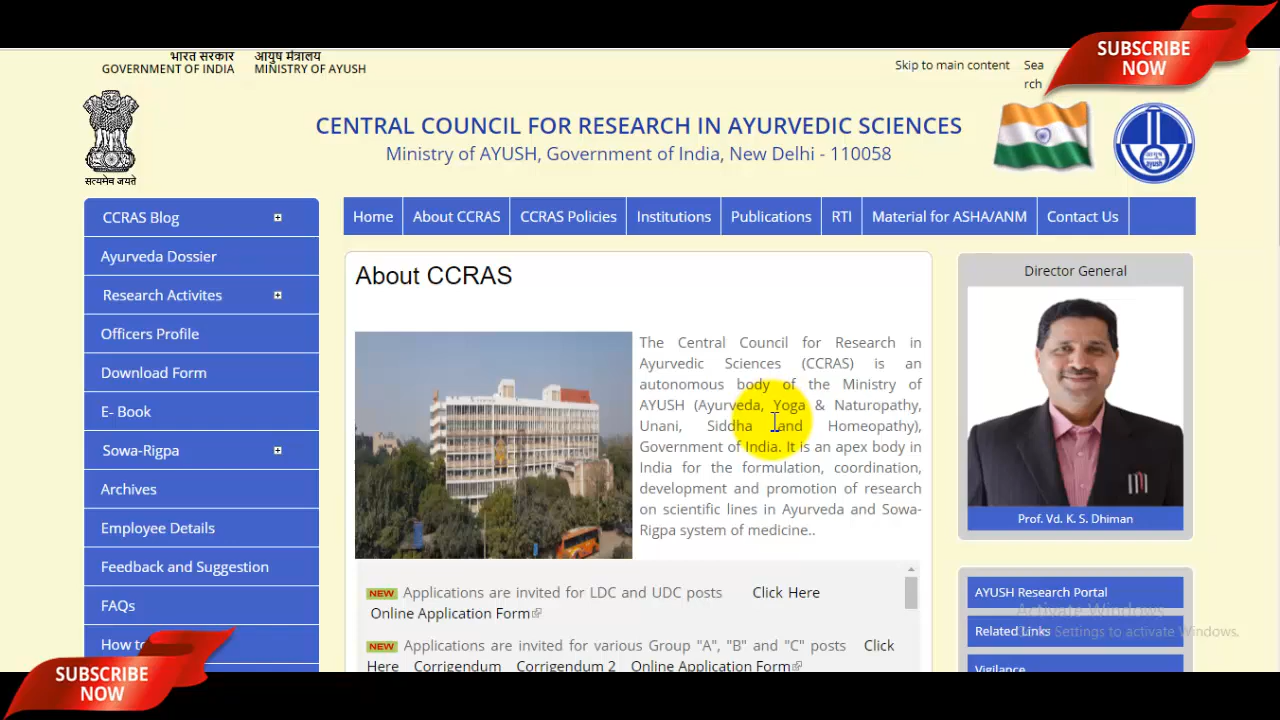 भारत सरकार आयुष मंत्रालय
GOVERNMENT OF INDIA MINISTRY OF AYUSH
Skip to main content
Sea
rch
SUBSCRIBE
NOW
सत्यमेव जयते
CENTRAL COUNCIL FOR RESEARCH IN AYURVEDIC SCIENCES
Ministry of AYUSH, Government of India, New Delhi - 110058
Home
About CCRAS
CCRAS Policies
Institutions
Publications
RTI
Material for ASHA/ANM
Contact Us
CCRAS Blog
Ayurveda Dossier
Research Activites
Officers Profile
Download Form
E- Book
Sowa-Rigpa
Archives
Employee Details
Feedback and Suggestion
FAQs
How to
About CCRAS
The Central Council for Research in
Ayurvedic Sciences (CCRAS) is an
autonomous body of the Ministry of
AYUSH (Ayurveda, Yoga & Naturopathy,
Unani, Siddha and Homeopathy),
Government of India. It is an apex body in
India for the formulation, coordination,
development and promotion of research
on scientific lines in Ayurveda and Sowa-
Rigpa system of medicine..
NEW Applications are invited for LDC and UDC posts Click Here
Online Application Form
NEW Applications are invited for various Group "A", "B" and "C" posts Click
Here Corrigendum Corrigendum 2 Online Application Form
Director General
Prof. Vd. K. S. Dhiman
AYUSH Research Portal
Related Links
Vigilance
Activate Windows
Settings to activate Windows.
SUBSCRIBE
NOW